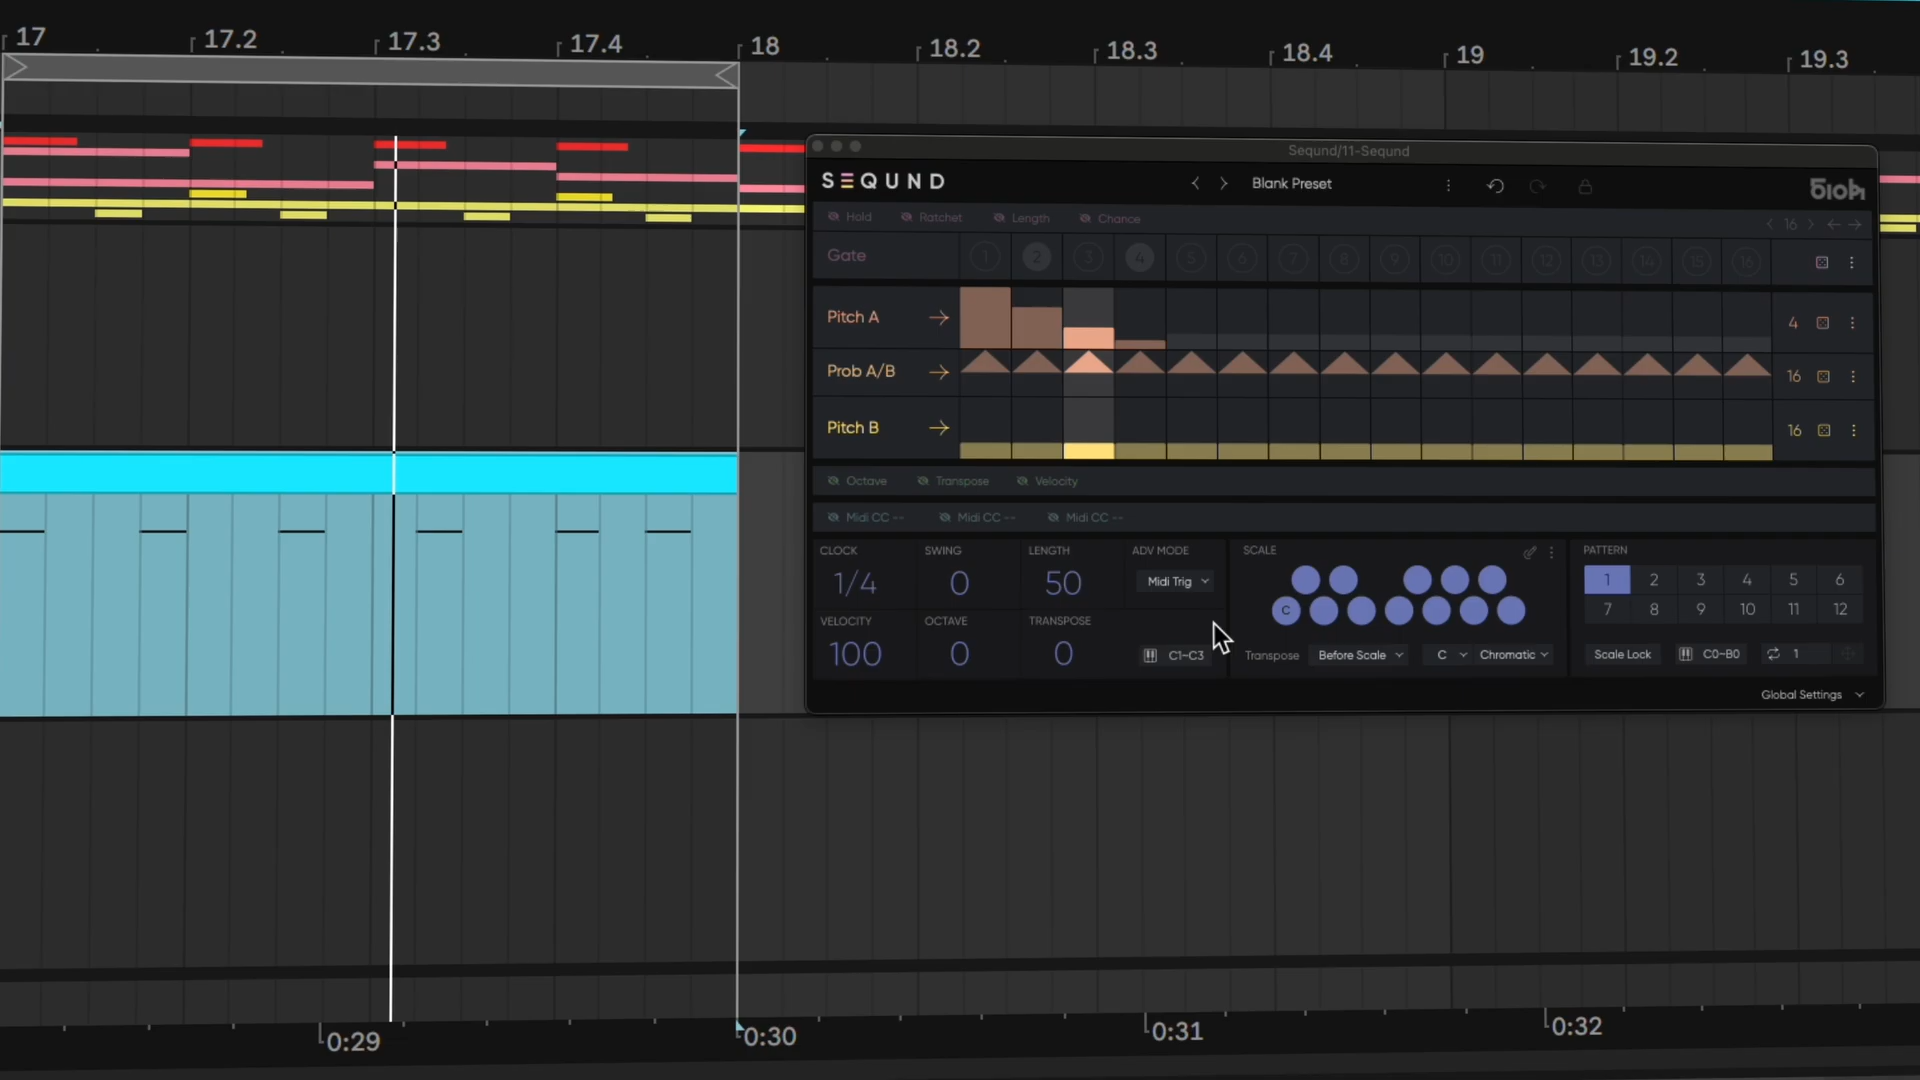 17 17.2 17.3 17.4 18 18.2 18.3 18.4 19 19.2 19.3
Seqund/11-Seqund
SEQUND Blank Preset
Hold Ratchet Length Chance 16
Gate 1 2 3 4 5 6 7 8 9 10 11 12 13 14 15 16
Pitch A 4
Prob A/B 16
Pitch B 16
Octave Transpose Velocity
Midi CC -- Midi CC -- Midi CC --
CLOCK SWING LENGTH ADV MODE SCALE PATTERN
1/4 0 50 Midi Trig 1 2 3 4 5 6
C 7 8 9 10 11 12
VELOCITY OCTAVE TRANSPOSE
100 0 0 C1-C3 Transpose Before Scale C Chromatic Scale Lock C0-B0 1
Global Settings
0:29 0:30 0:31 0:32